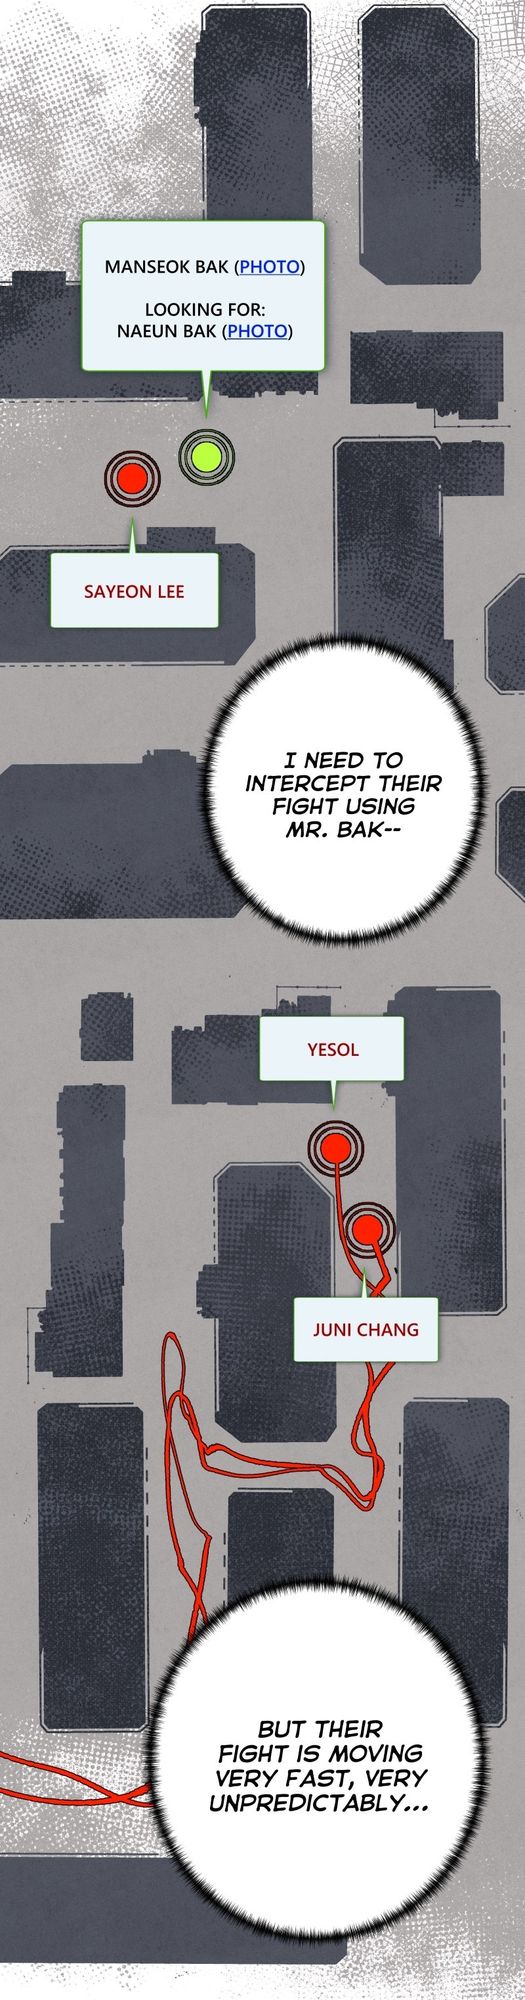 MANSEOK BAK (PHOTO)
LOOKING FOR:
NAEUN BAK (PHOTO)
SAYEON LEE
I NEED TO
INTERCEPT THEIR
FIGHT USING
MR. BAK--
YESOL
JUNI CHANG
BUT THEIR
FIGHT IS MOVING
VERY FAST, VERY
UNPREDICTABLY...